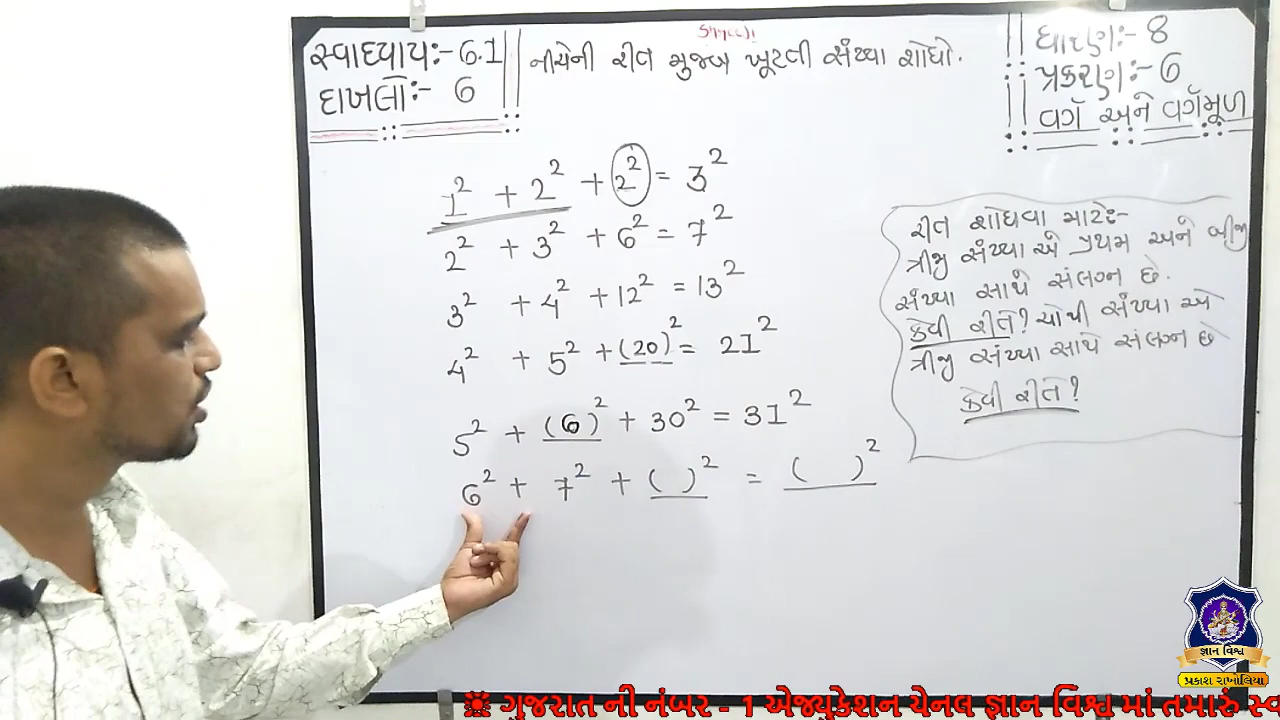 સ્વાધ્યાયઃ- 6.1
દાખલોઃ- 6
નીચેની રીત મુજબ ખૂટતી સંખ્યા શોધો.
ધોરણઃ- 8
પ્રકરણઃ- 6
વર્ગ અને વર્ગમૂળ
1² + 2² + 2² = 3²
2² + 3² + 6² = 7²
3² + 4² + 12² = 13²
4² + 5² + (20)² = 21²
5² + (6)² + 30² = 31²
6² + 7² + ( )² = ( )²
રીત શોધવા માટેઃ-
ત્રીજી સંખ્યા એ પ્રથમ અને બીજી
સંખ્યા સાથે સંલગ્ન છે.
કેવી રીતે? ચોથી સંખ્યા એ
ત્રીજી સંખ્યા સાથે સંલગ્ન છે
કેવી રીતે?
જ્ઞાન વિશ્વ
પ્રકાશ રાખોલિયા
ગુજરાત ની નંબર - 1 એજ્યુકેશન ચેનલ જ્ઞાન વિશ્વ માં તમારું સ્વ